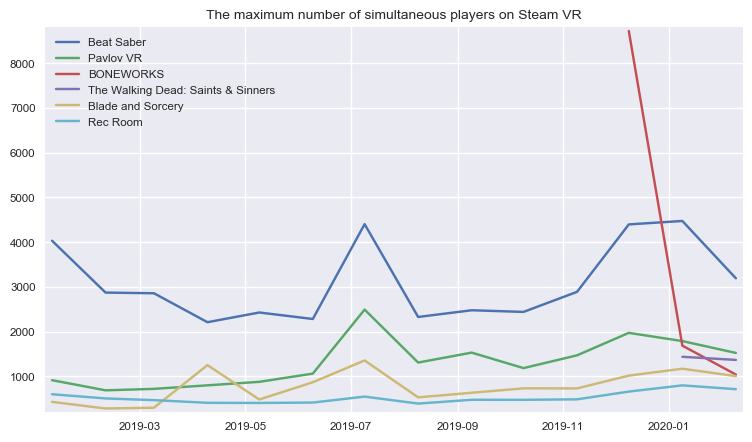 The maximum number of simultaneous players on Steam VR
Beat Saber
Pavlov VR
BONEWORKS
The Walking Dead: Saints & Sinners
Blade and Sorcery
Rec Room
8000
7000
6000
5000
4000
3000
2000
1000
2019-03 2019-05 2019-07 2019-09 2019-11 2020-01